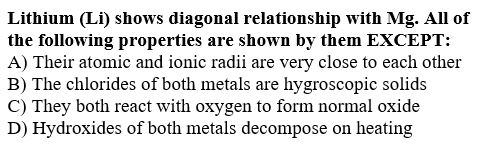 Lithium (Li) shows diagonal relationship with Mg. All of
the following properties are shown by them EXCEPT:
A) Their atomic and ionic radii are very close to each other
B) The chlorides of both metals are hygroscopic solids
C) They both react with oxygen to form normal oxide
D) Hydroxides of both metals decompose on heating